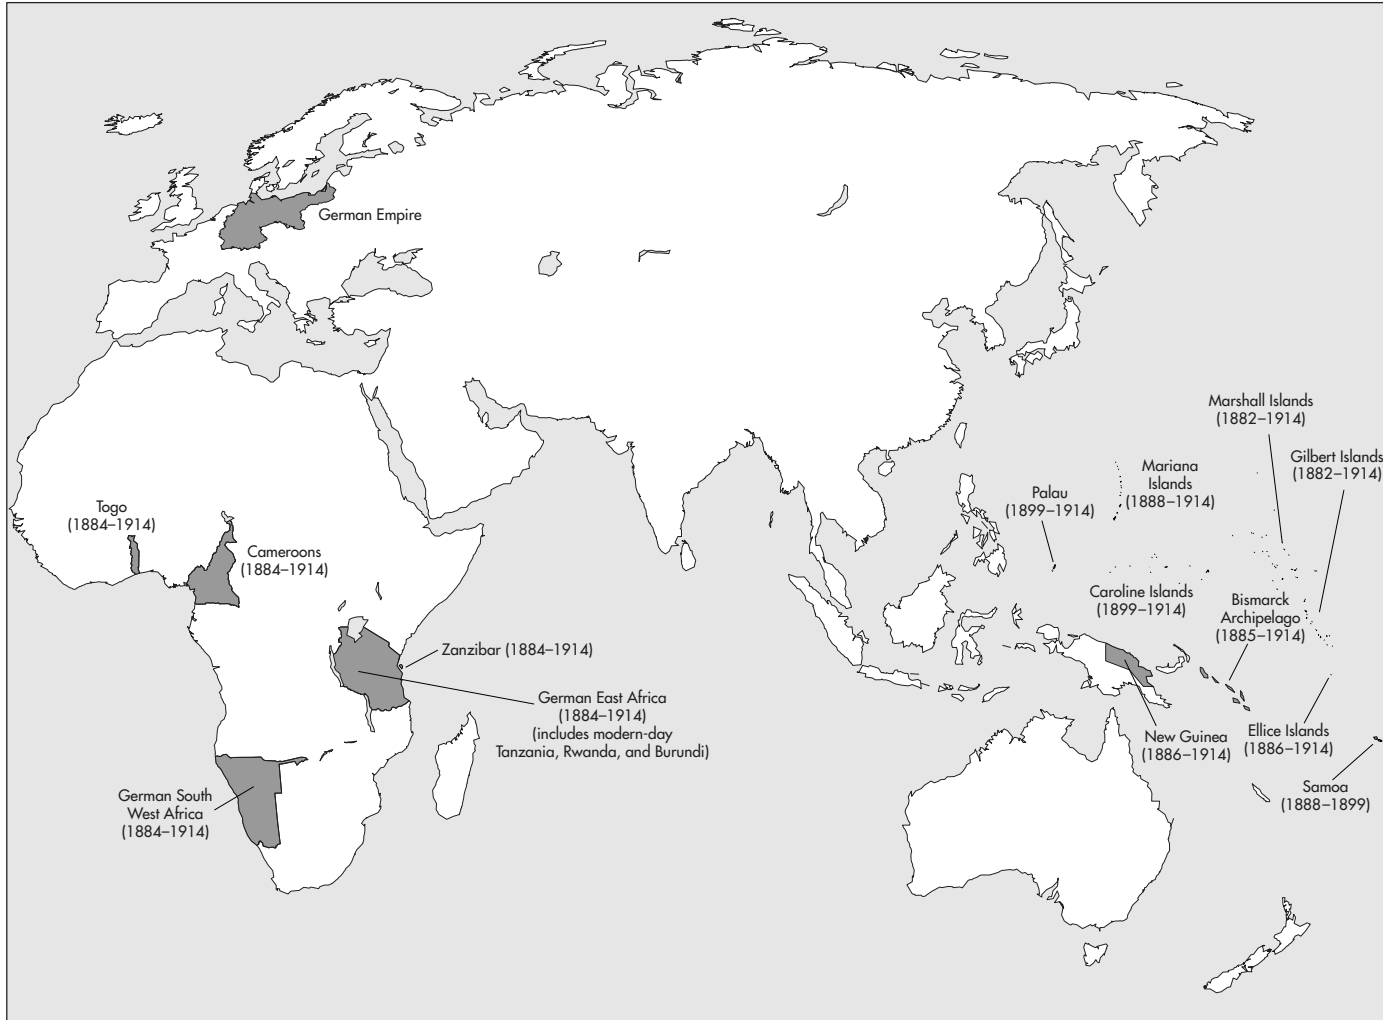 German Empire
Marshall Islands
(1882–1914)
Gilbert Islands
(1882–1914)
Mariana
Islands
(1888–1914)
Palau
(1899–1914)
Togo
(1884–1914)
Cameroons
(1884–1914)
Caroline Islands
(1899–1914)
Bismarck
Archipelago
(1885–1914)
Zanzibar (1884–1914)
German East Africa
(1884–1914)
(includes modern-day
Tanzania, Rwanda, and Burundi)
New Guinea
(1886–1914)
Ellice Islands
(1886–1914)
Samoa
(1888–1899)
German South
West Africa
(1884–1914)